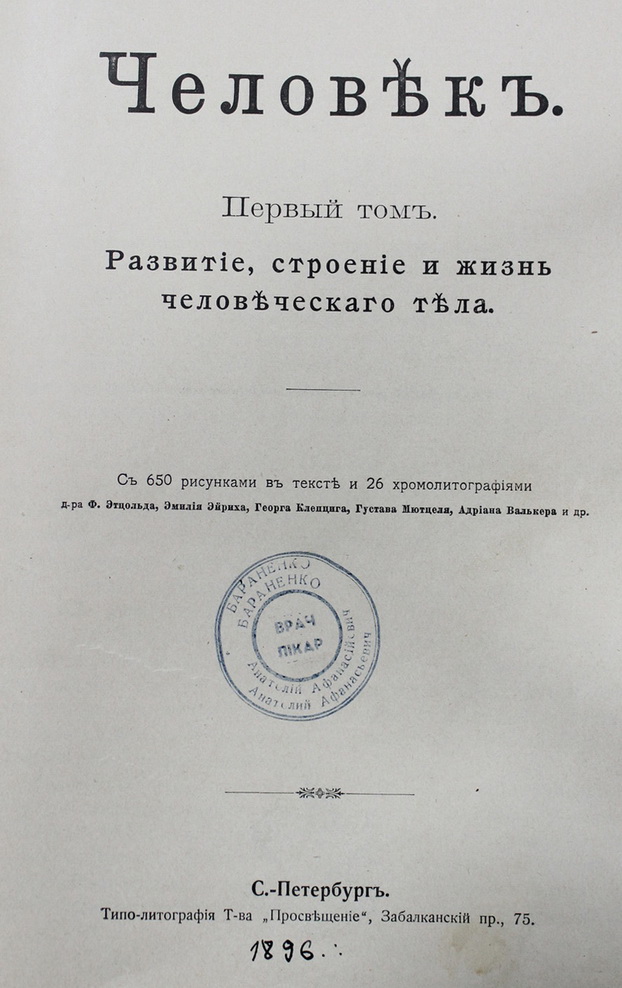 Человѣкъ.
Первый томъ.
Развитіе, строеніе и жизнь
человѣческаго тѣла.
Съ 650 рисунками въ текстѣ и 26 хромолитографіями
д-ра Ф. Этцольда, Эмилія Эйриха, Георга Клепцига, Густава Мютцеля, Адріана Валькера и др.
БАРАНЕНКО
БАРАНЕНКО
ВРАЧ
ЛІКАР
Анатолій Афанасійович
Анатолий Афанасьевич
С.-Петербургъ.
Типо-литографія Т-ва „Просвѣщеніе“, Забалканскій пр., 75.
1896.